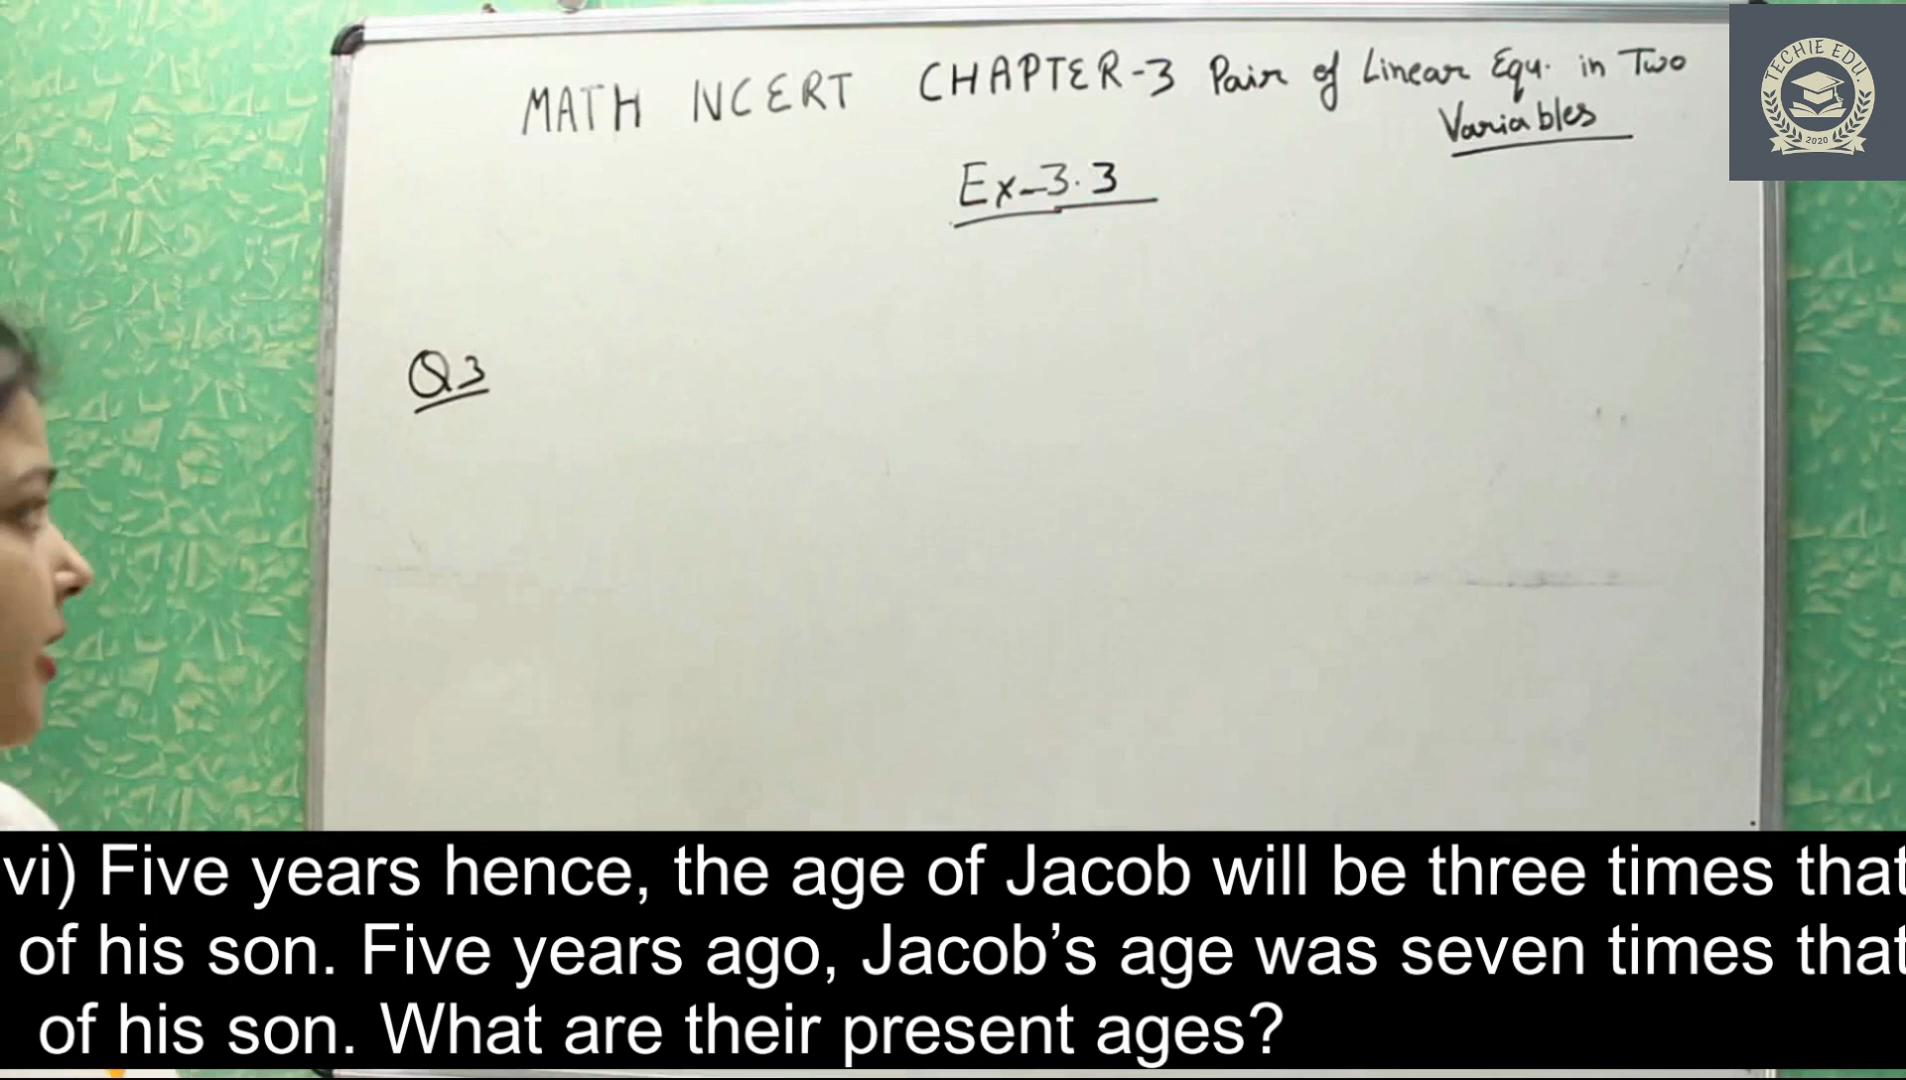 MATH NCERT CHAPTER-3 Pair of Linear Equ. in Two
Variables
TECHIE EDU.
2020
Ex-3.3
Q3
vi) Five years hence, the age of Jacob will be three times that
of his son. Five years ago, Jacob’s age was seven times that
of his son. What are their present ages?